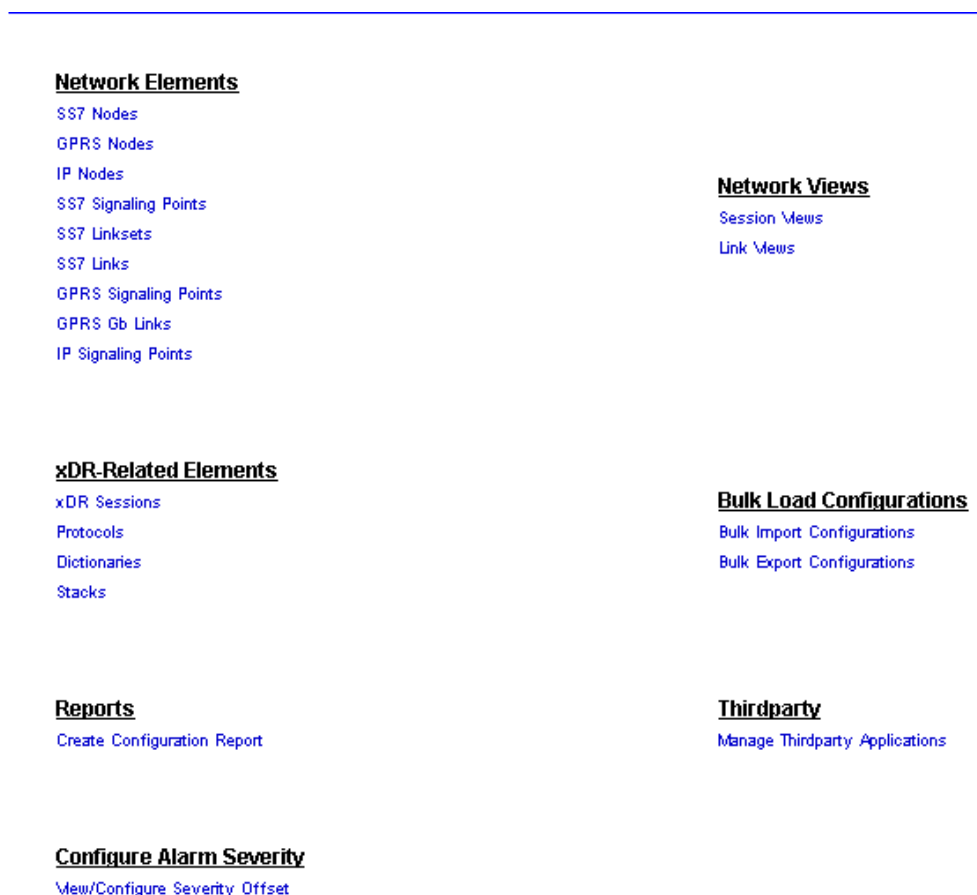 Network Elements
SS7 Nodes
GPRS Nodes
IP Nodes
SS7 Signaling Points
SS7 Linksets
SS7 Links
GPRS Signaling Points
GPRS Gb Links
IP Signaling Points
Network Views
Session Views
Link Views
xDR-Related Elements
xDR Sessions
Protocols
Dictionaries
Stacks
Bulk Load Configurations
Bulk Import Configurations
Bulk Export Configurations
Reports
Create Configuration Report
Thirdparty
Manage Thirdparty Applications
Configure Alarm Severity
View/Configure Severity Offset